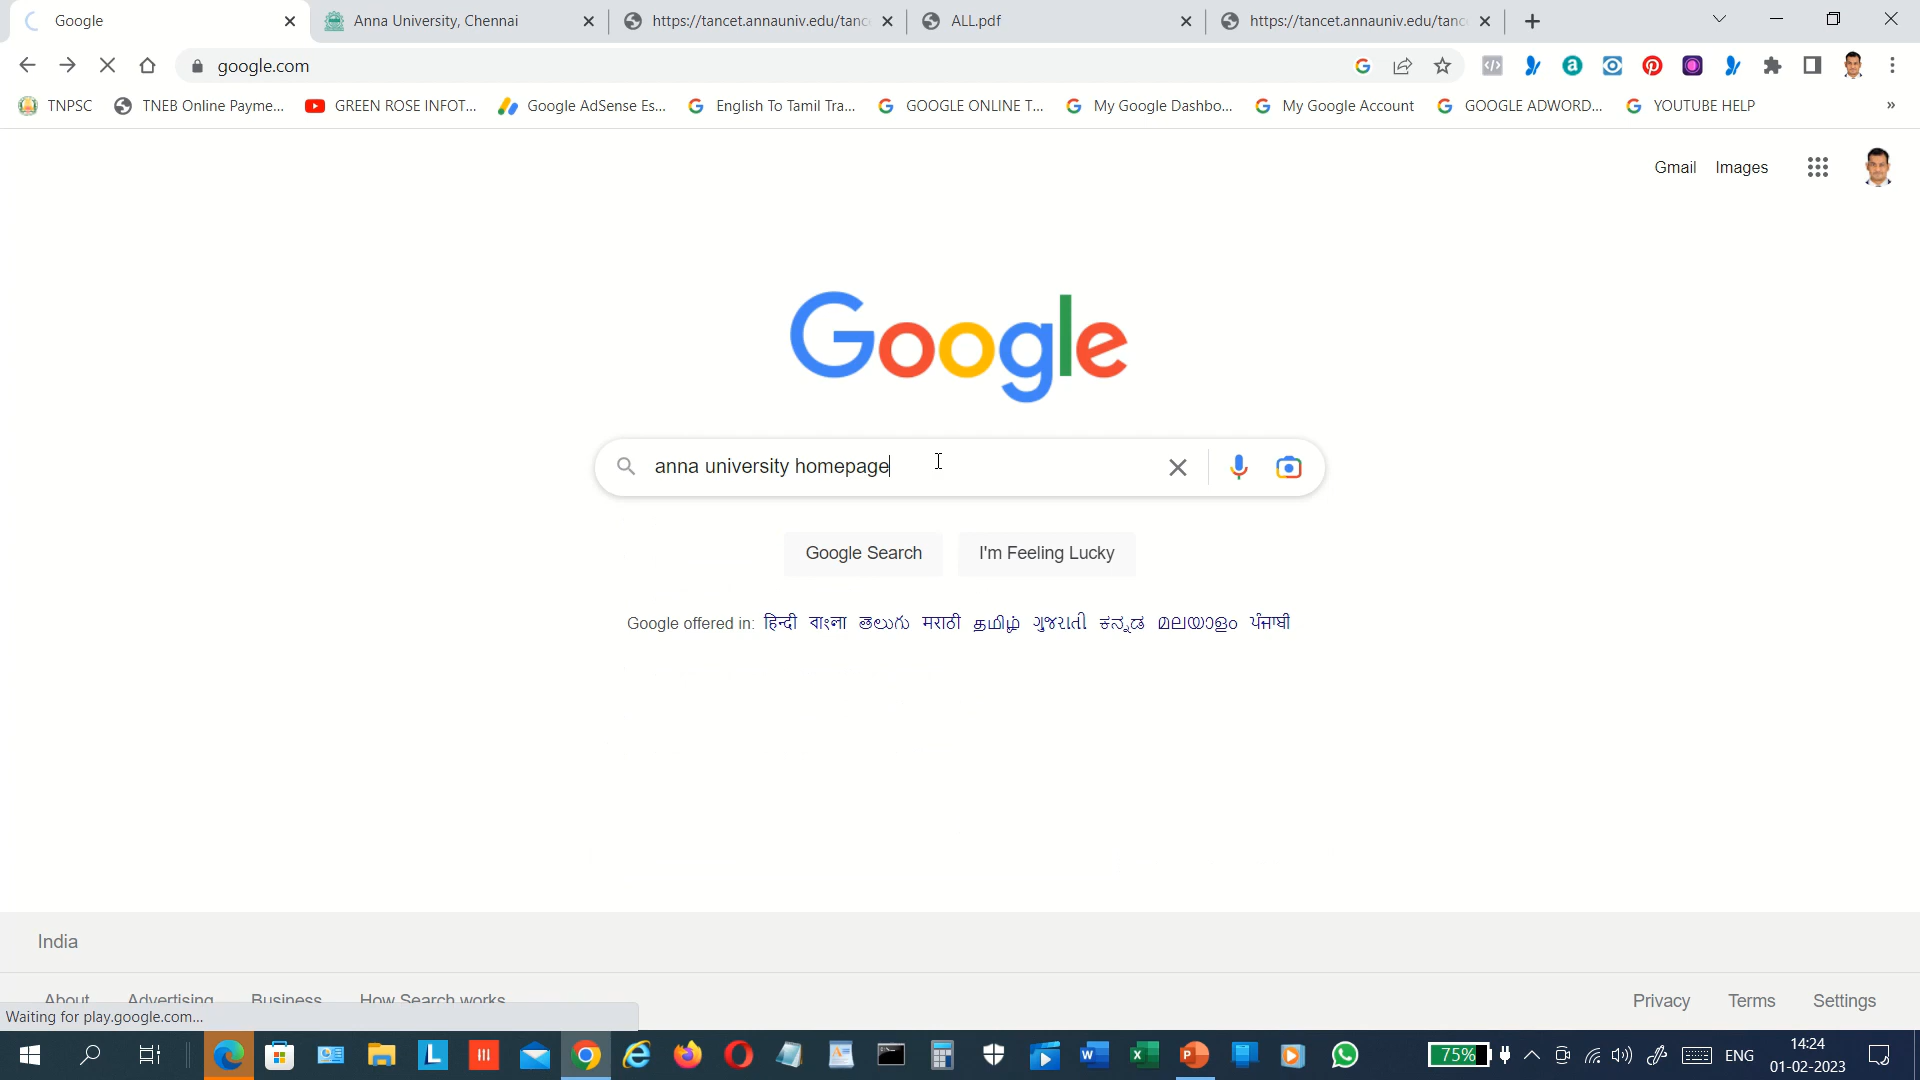 Google
Anna University, Chennai
https://tancet.annauniv.edu/tanc
ALL.pdf
https://tancet.annauniv.edu/tanc
google.com
TNPSC
TNEB Online Payme...
GREEN ROSE INFOT...
Google AdSense Es...
English To Tamil Tra...
GOOGLE ONLINE T...
My Google Dashbo...
My Google Account
GOOGLE ADWORD...
YOUTUBE HELP
»
Gmail Images
Google
anna university homepage
Google Search
I'm Feeling Lucky
Google offered in: हिन्दी বাংলা తెలుగు मराठी தமிழ் ગુજરાતી ಕನ್ನಡ മലയാളം ਪੰਜਾਬੀ
India
About Advertising Business How Search works
Privacy Terms Settings
Waiting for play.google.com...
75%
ENG
14:24
01-02-2023